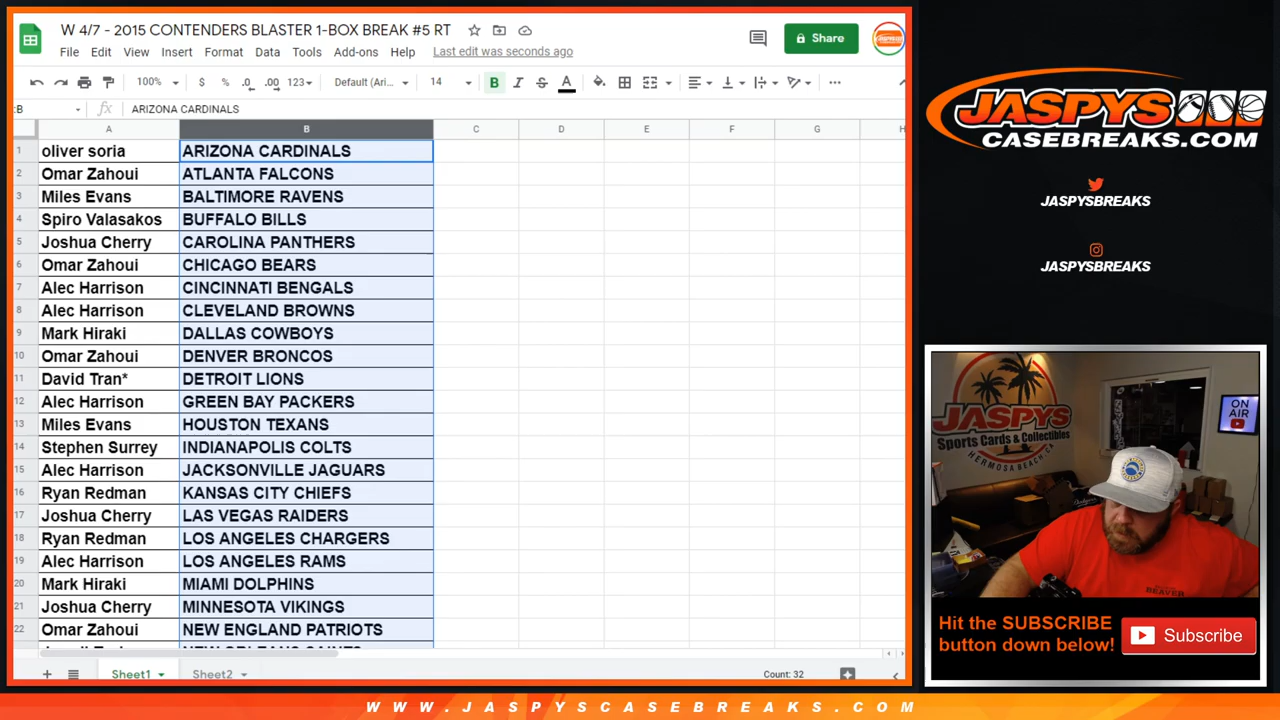 W 4/7 - 2015 CONTENDERS BLASTER 1-BOX BREAK #5 RT
File Edit View Insert Format Data Tools Add-ons Help Last edit was seconds ago
Share
100% $ % .0 .00 123 Default (Ari... 14 B I S A
B fx ARIZONA CARDINALS
A B C D E F G H
1 oliver soria ARIZONA CARDINALS
2 Omar Zahoui ATLANTA FALCONS
3 Miles Evans BALTIMORE RAVENS
4 Spiro Valasakos BUFFALO BILLS
5 Joshua Cherry CAROLINA PANTHERS
6 Omar Zahoui CHICAGO BEARS
7 Alec Harrison CINCINNATI BENGALS
8 Alec Harrison CLEVELAND BROWNS
9 Mark Hiraki DALLAS COWBOYS
10 Omar Zahoui DENVER BRONCOS
11 David Tran* DETROIT LIONS
12 Alec Harrison GREEN BAY PACKERS
13 Miles Evans HOUSTON TEXANS
14 Stephen Surrey INDIANAPOLIS COLTS
15 Alec Harrison JACKSONVILLE JAGUARS
16 Ryan Redman KANSAS CITY CHIEFS
17 Joshua Cherry LAS VEGAS RAIDERS
18 Ryan Redman LOS ANGELES CHARGERS
19 Alec Harrison LOS ANGELES RAMS
20 Mark Hiraki MIAMI DOLPHINS
21 Joshua Cherry MINNESOTA VIKINGS
22 Omar Zahoui NEW ENGLAND PATRIOTS
NEW ORLEANS SAINTS
Sheet1 Sheet2 Count: 32
JASPYS
CASEBREAKS.COM
JASPYSBREAKS
JASPYSBREAKS
JASPYS
Sports Cards & Collectibles
HERMOSA BEACH, CA
ON
AIR
BEAVER
Hit the SUBSCRIBE
button down below!
Subscribe
WWW.JASPYSCASEBREAKS.COM